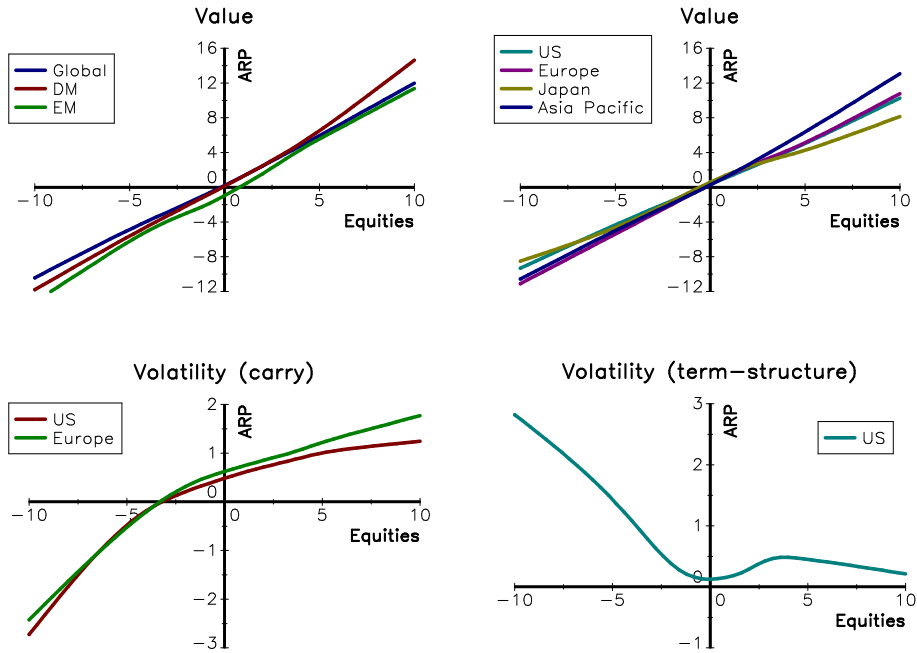 Value
Global
DM
EM
ARP
16
12
8
4
0
−4
−8
−12
−10
−5
5
10
Equities
Value
US
Europe
Japan
Asia Pacific
ARP
16
12
8
4
0
−4
−8
−12
−10
−5
0
5
10
Equities
Volatility (carry)
US
Europe
ARP
2
1
0
−1
−2
−3
−10
−5
0
5
10
Equities
Volatility (term−structure)
US
ARP
3
2
1
0
−1
−10
−5
0
5
10
Equities